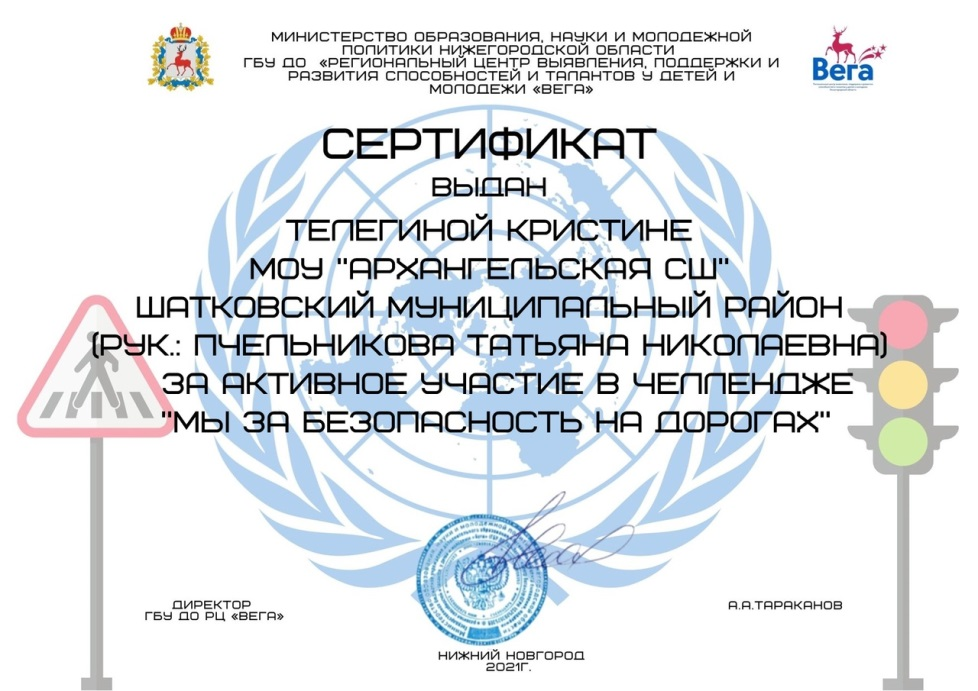 МИНИСТЕРСТВО ОБРАЗОВАНИЯ, НАУКИ И МОЛОДЕЖНОЙ
ПОЛИТИКИ НИЖЕГОРОДСКОЙ ОБЛАСТИ
ГБУ ДО «РЕГИОНАЛЬНЫЙ ЦЕНТР ВЫЯВЛЕНИЯ, ПОДДЕРЖКИ И
РАЗВИТИЯ СПОСОБНОСТЕЙ И ТАЛАНТОВ У ДЕТЕЙ И
МОЛОДЕЖИ «ВЕГА»
Вега
СЕРТИФИКАТ
ВЫДАН
ТЕЛЕГИНОЙ КРИСТИНЕ
МОУ "АРХАНГЕЛЬСКАЯ СШ"
ШАТКОВСКИЙ МУНИЦИПАЛЬНЫЙ РАЙОН
(РУК.: ПЧЕЛЬНИКОВА ТАТЬЯНА НИКОЛАЕВНА)
ЗА АКТИВНОЕ УЧАСТИЕ В ЧЕЛЛЕНДЖЕ
"МЫ ЗА БЕЗОПАСНОСТЬ НА ДОРОГАХ"
ДИРЕКТОР
ГБУ ДО РЦ «ВЕГА»
А.А.ТАРАКАНОВ
НИЖНИЙ НОВГОРОД
2021Г.